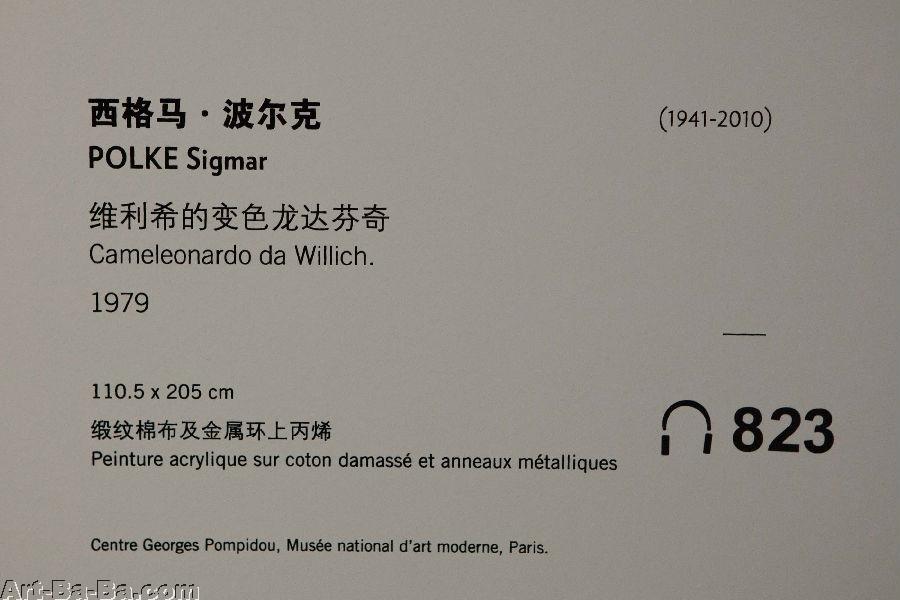 西格马·波尔克 (1941-2010)
POLKE Sigmar
维利希的变色龙达芬奇
Cameleonardo da Willich.
1979
110.5 x 205 cm
缎纹棉布及金属环上丙烯
823
Peinture acrylique sur coton damassé et anneaux métalliques
Centre Georges Pompidou, Musée national d'art moderne, Paris.
Art-Ba-Ba.com